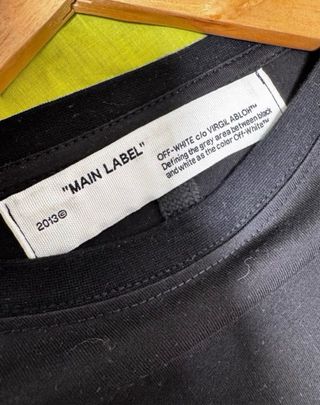 2013©
"MAIN LABEL"
OFF-WHITE c/o VIRGIL ABLOH™
Defining the grey area between black
and white as the color Off-White™